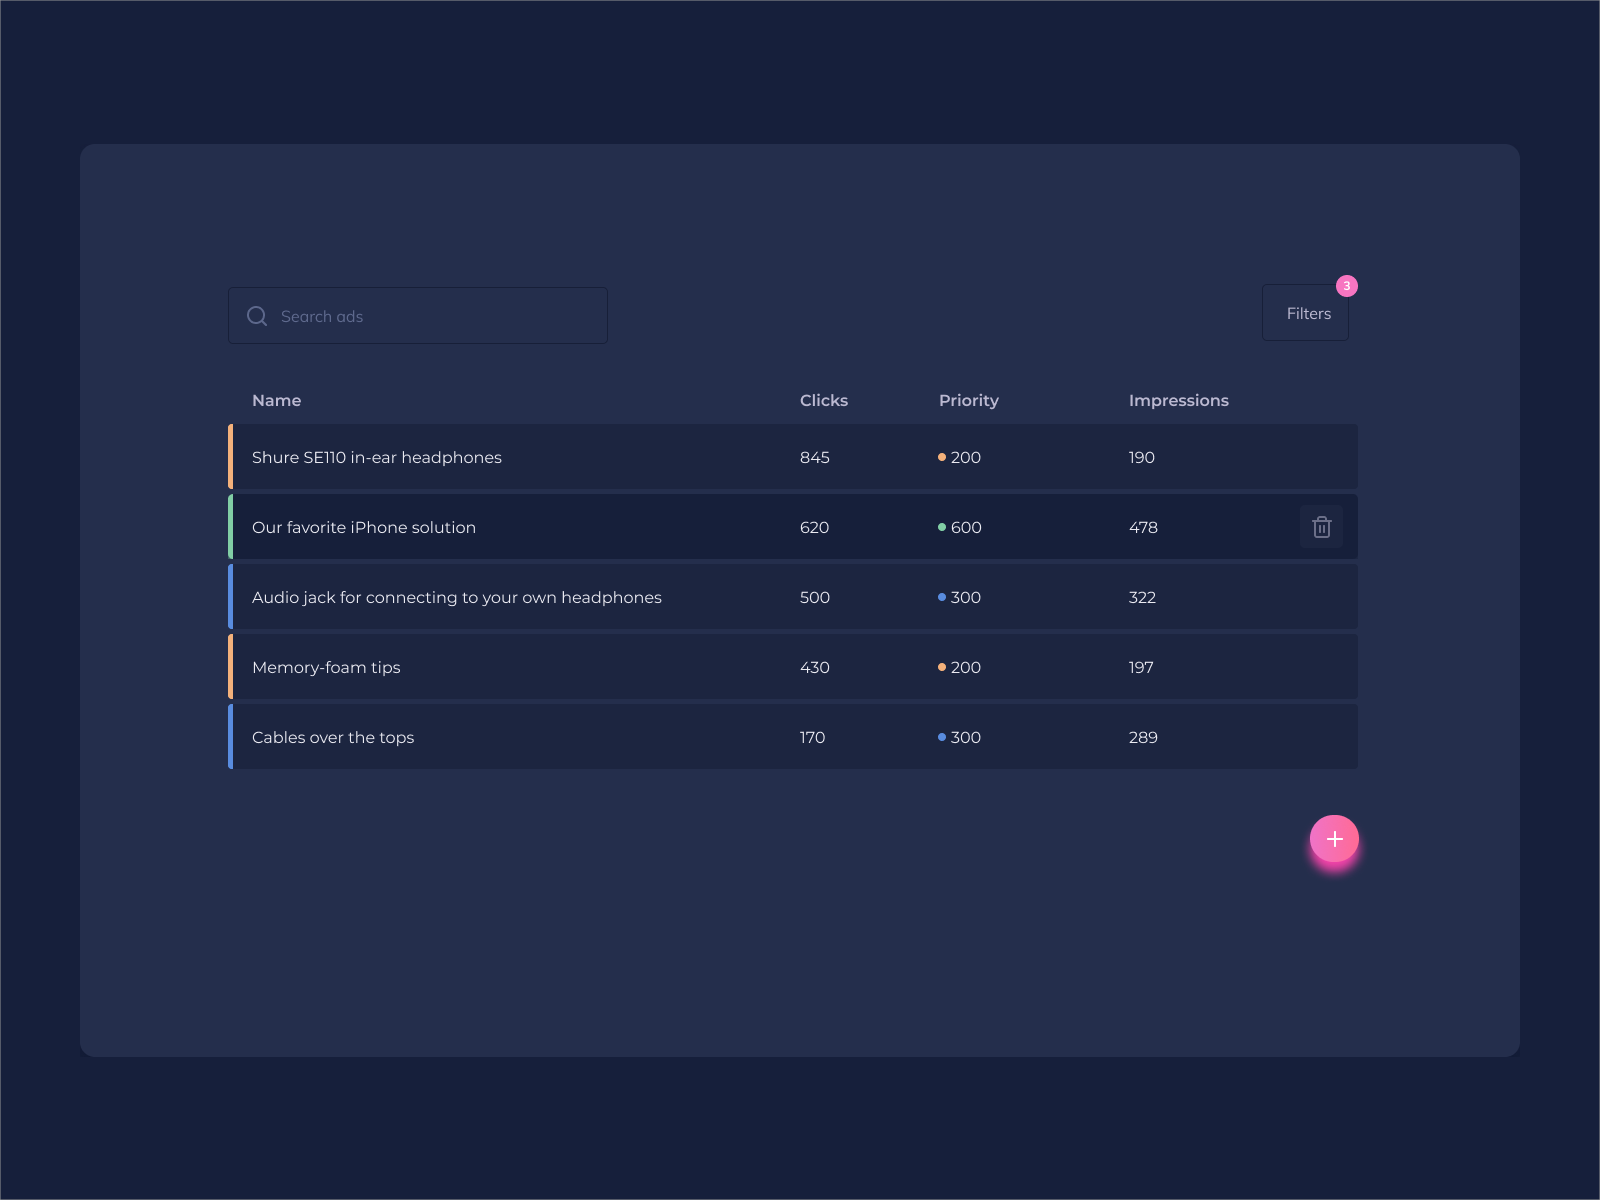 3
Search ads
Filters
Name Clicks Priority Impressions
Shure SE110 in-ear headphones 845 200 190
Our favorite iPhone solution 620 600 478
Audio jack for connecting to your own headphones 500 300 322
Memory-foam tips 430 200 197
Cables over the tops 170 300 289